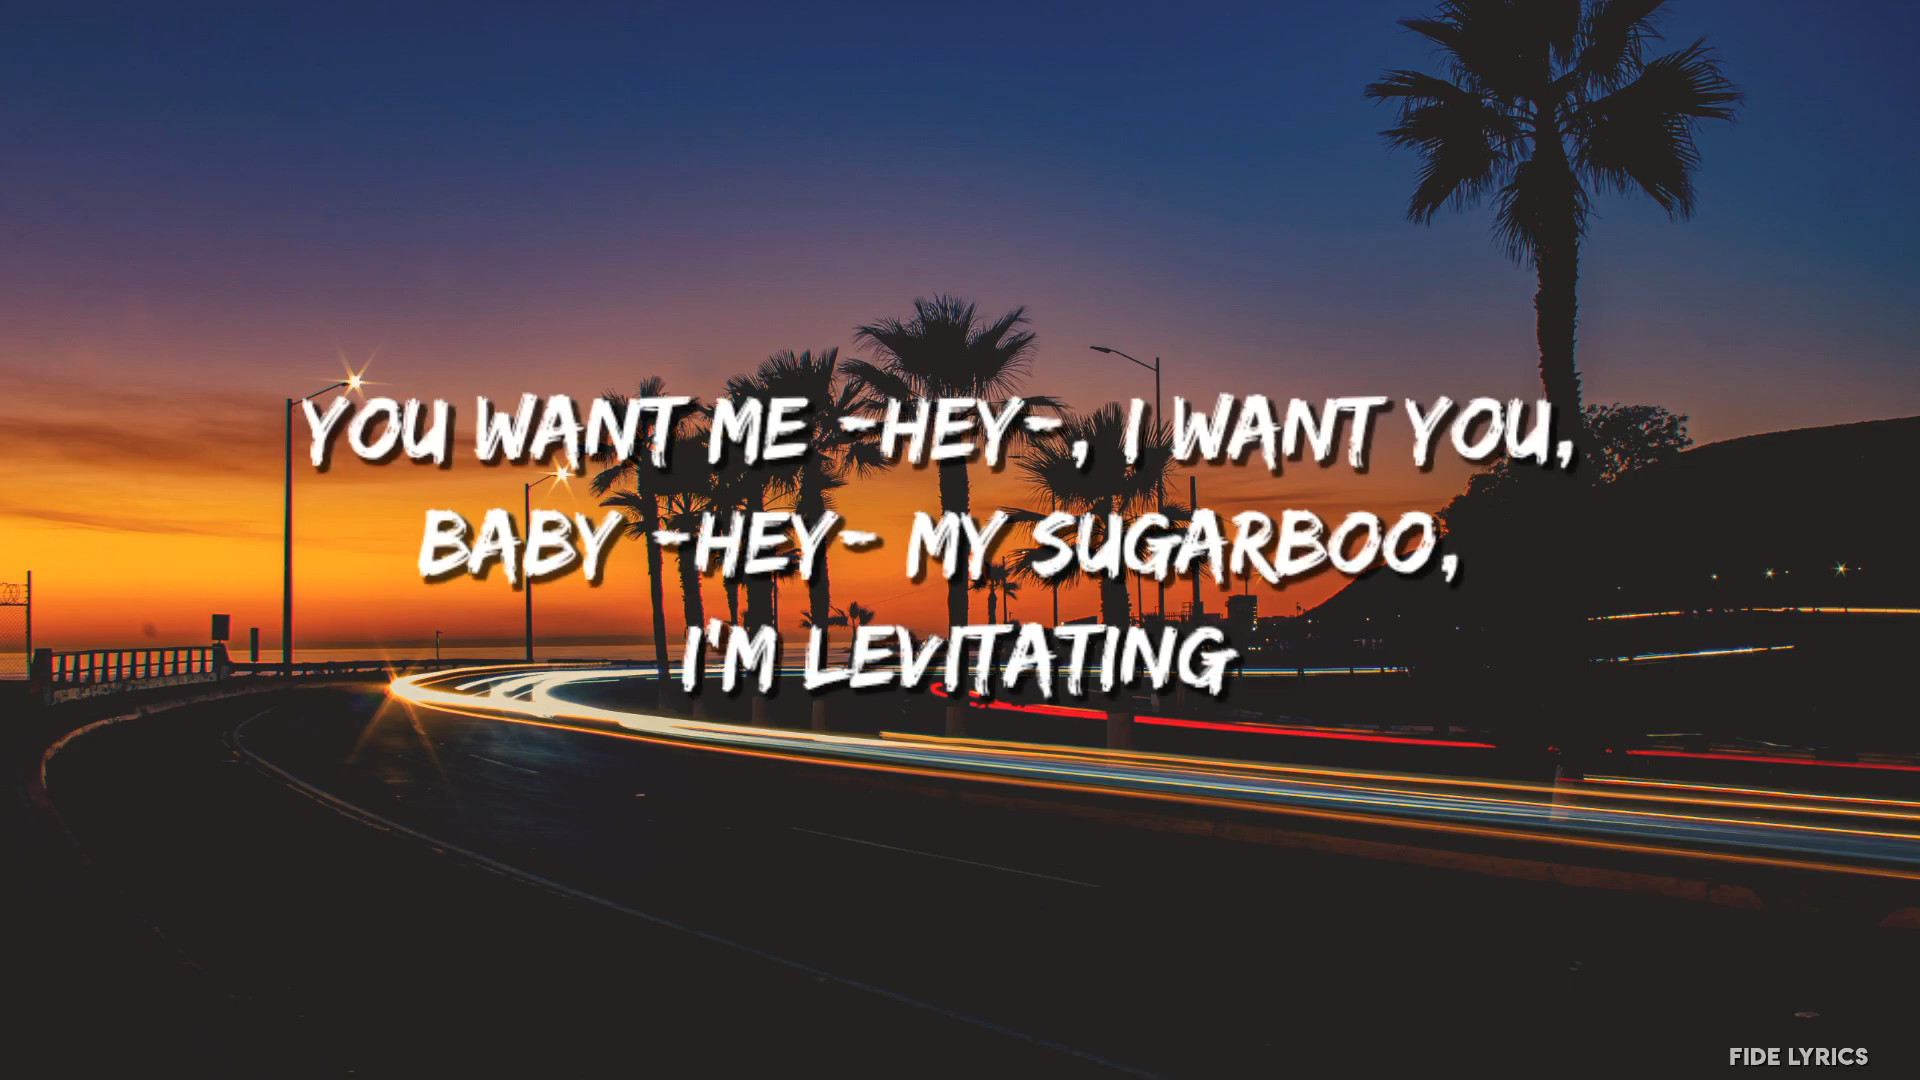 YOU WANT ME -HEY-, I WANT YOU,
BABY -HEY- MY SUGARBOO,
I'M LEVITATING
FIDE LYRICS